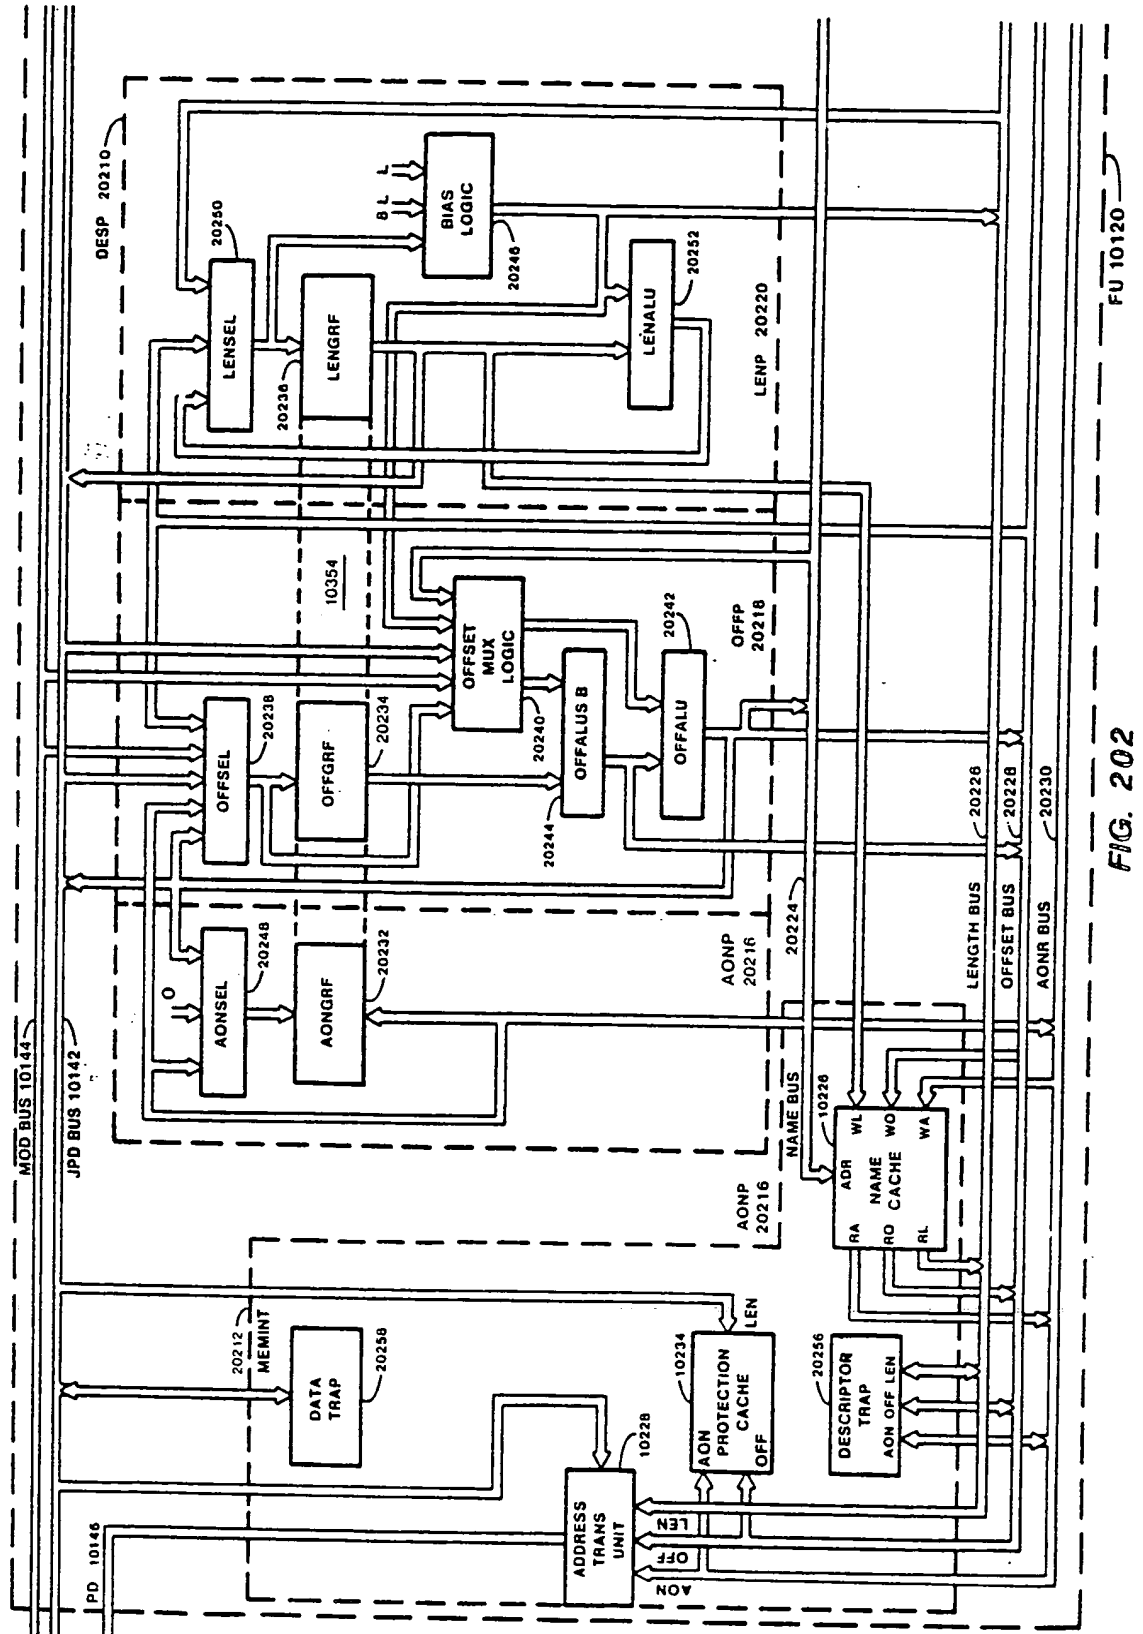 MOD BUS 10144
JPD BUS 10142
PD 10146
DESP 20210
20212
MEMINT
DATA
TRAP
20258
ADDRESS
TRANS
UNIT
10228
AON
OFF
LEN
AON
PROTECTION
CACHE
OFF
LEN
10234
DESCRIPTOR
TRAP
AON OFF LEN
20256
AONP
20216
NAME BUS
20224
ADR
NAME
CACHE
RA
RO
RL
WL
WO
WA
10226
AONSEL
20248
O
AONGRF
20232
AONP
20216
OFFSEL
20238
OFFGRF
20234
10354
OFFSET
MUX
LOGIC
20240
OFFALUS B
20244
OFFALU
20242
OFFP
20218
LENSEL
20250
LENGRF
20236
BIAS
LOGIC
20246
B L
L
LENALU
20252
LENP 20220
LENGTH BUS
20226
OFFSET BUS
20228
AONR BUS
20230
FU 10120
FIG. 202